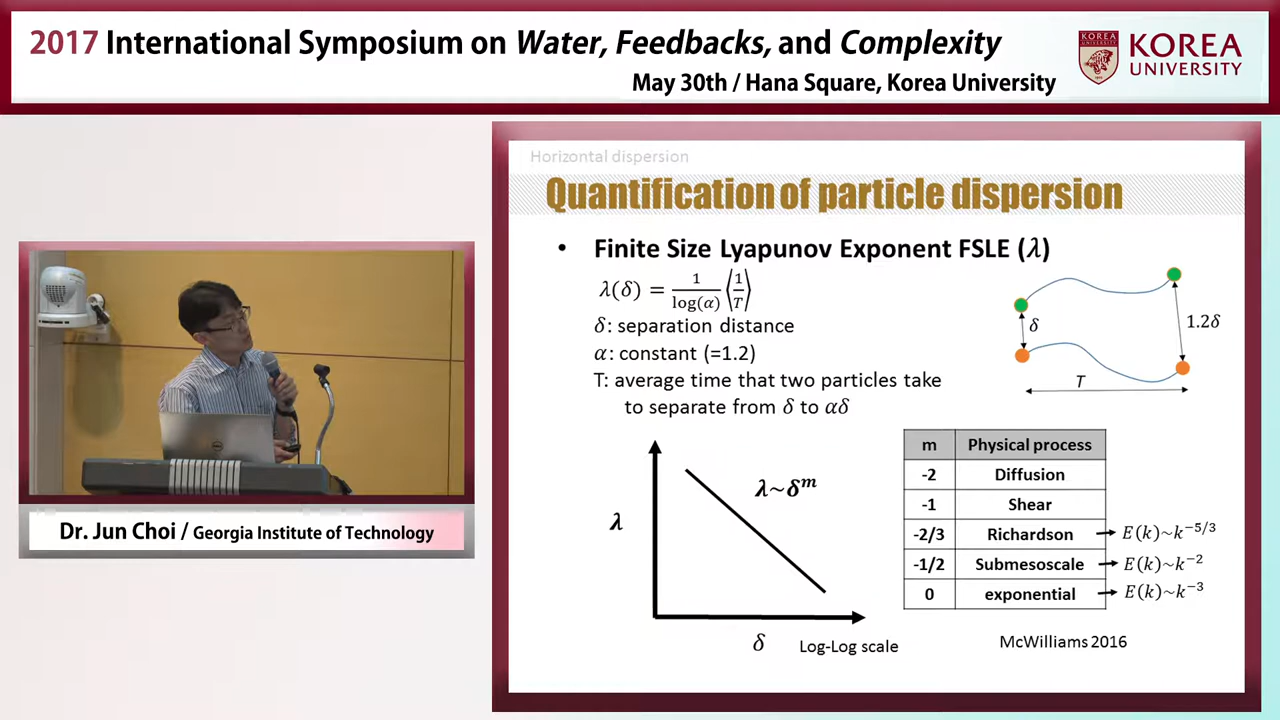 2017 International Symposium on Water, Feedbacks, and Complexity
May 30th / Hana Square, Korea University
KOREA
UNIVERSITY
Horizontal dispersion
Quantification of particle dispersion
• Finite Size Lyapunov Exponent FSLE (λ)
λ(δ) = 1/log(α) ⟨1/T⟩
δ: separation distance
α: constant (=1.2)
T: average time that two particles take
to separate from δ to αδ
δ
1.2δ
T
λ
λ~δ^m
δ
Log-Log scale
m Physical process
-2 Diffusion
-1 Shear
-2/3 Richardson → E(k)~k^−5/3
-1/2 Submesoscale → E(k)~k^−2
0 exponential → E(k)~k^−3
McWilliams 2016
Dr. Jun Choi / Georgia Institute of Technology